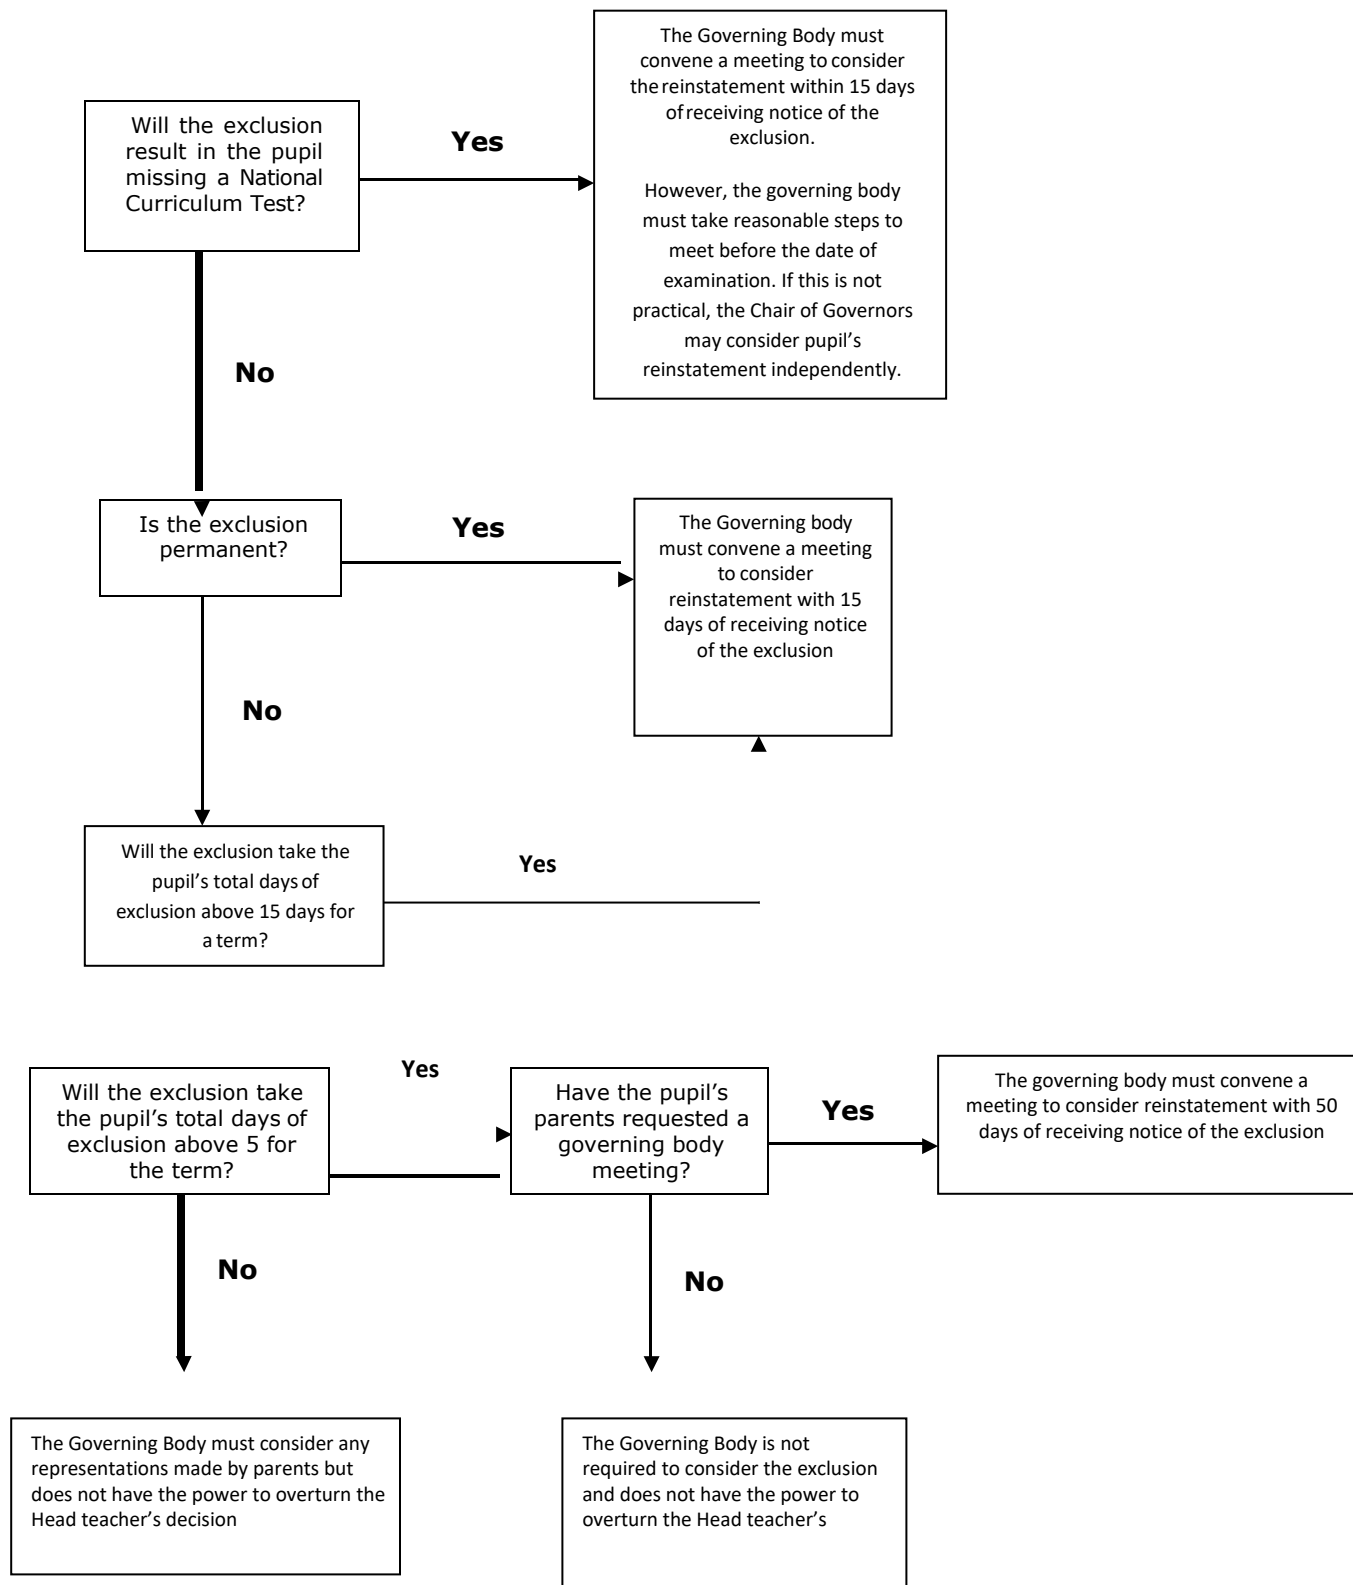 The Governing Body must
convene a meeting to consider
the reinstatement within 15 days
of receiving notice of the
exclusion.
However, the governing body
must take reasonable steps to
meet before the date of
examination. If this is not
practical, the Chair of Governors
may consider pupil's
reinstatement independently.
Will the exclusion
result in the pupil
missing a National
Curriculum Test?
Yes
No
Is the exclusion
permanent?
Yes
The Governing body
must convene a meeting
to consider
reinstatement with 15
days of receiving notice
of the exclusion
No
Will the exclusion take the
pupil's total days of
exclusion above 15 days for
a term?
Yes
Will the exclusion take
the pupil's total days of
exclusion above 5 for
the term?
Yes
Have the pupil's
parents requested a
governing body
meeting?
Yes
The governing body must convene a
meeting to consider reinstatement with 50
days of receiving notice of the exclusion
No
No
The Governing Body must consider any
representations made by parents but
does not have the power to overturn the
Head teacher's decision
The Governing Body is not
required to consider the exclusion
and does not have the power to
overturn the Head teacher's